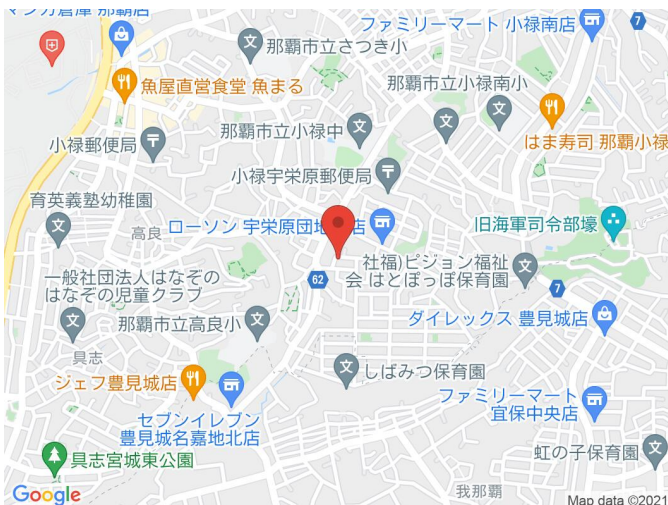 マンガ倉庫 那覇店
ファミリーマート 小禄南店
7
那覇市立さつき小
魚屋直営食堂 魚まる
那覇市立小禄南小
那覇市立小禄中
はま寿司 那覇小禄
小禄郵便局
小禄宇栄原郵便局
育英義塾幼稚園
高良
ローソン 宇栄原団地
店
旧海軍司令部壕
62
社福)ピジョン福祉
会 はとぽっぽ保育園
7
一般社団法人はなぞの
はなぞの児童クラブ
那覇市立高良小
ダイレックス 豊見城店
具志
ジェフ豊見城店
しばみつ保育園
セブンイレブン
豊見城名嘉地北店
ファミリーマート
宜保中央店
虹の子保育園
具志宮城東公園
我那覇
Google
Map data ©2021